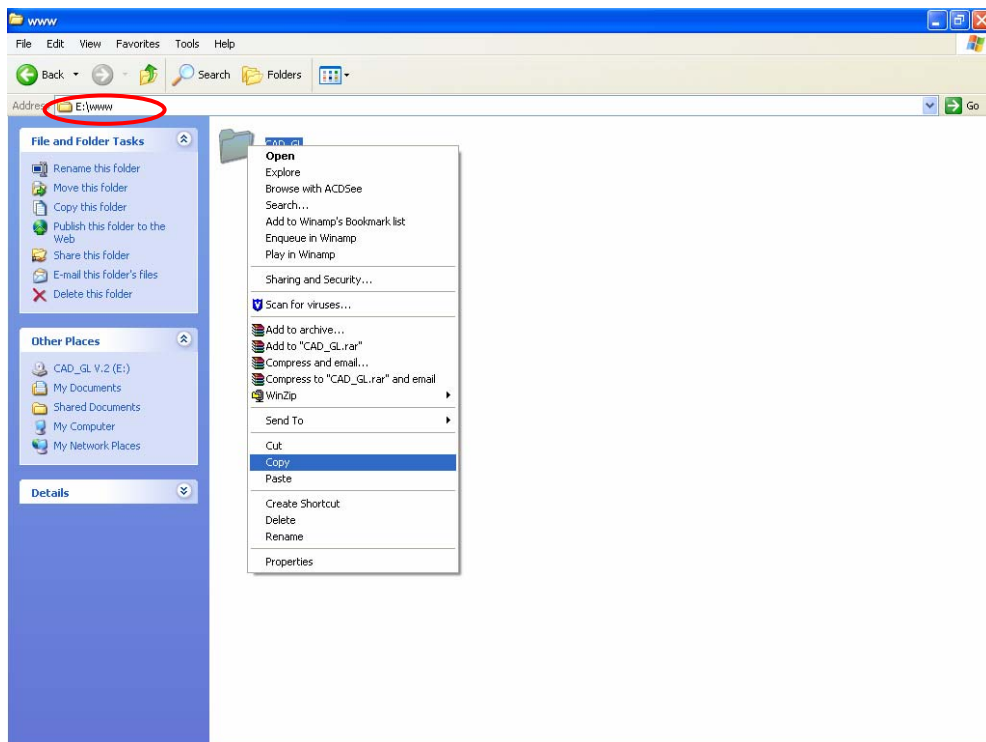 www
File Edit View Favorites Tools Help
Back Search Folders
Address E:\www Go
File and Folder Tasks
Rename this folder
Move this folder
Copy this folder
Publish this folder to the
Web
Share this folder
E-mail this folder's files
Delete this folder
Other Places
CAD_GL V.2 (E:)
My Documents
Shared Documents
My Computer
My Network Places
Details
CAD_GL
Open
Explore
Browse with ACDSee
Search...
Add to Winamp's Bookmark list
Enqueue in Winamp
Play in Winamp
Sharing and Security...
Scan for viruses...
Add to archive...
Add to "CAD_GL.rar"
Compress and email...
Compress to "CAD_GL.rar" and email
WinZip
Send To
Cut
Copy
Paste
Create Shortcut
Delete
Rename
Properties